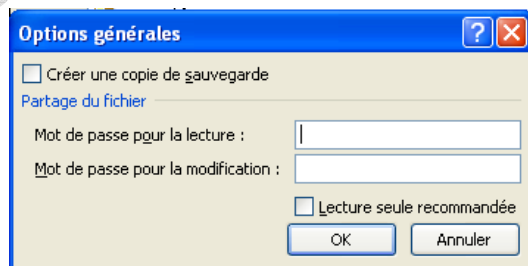 Options générales
Créer une copie de sauvegarde
Partage du fichier
Mot de passe pour la lecture :
Mot de passe pour la modification :
Lecture seule recommandée
OK Annuler